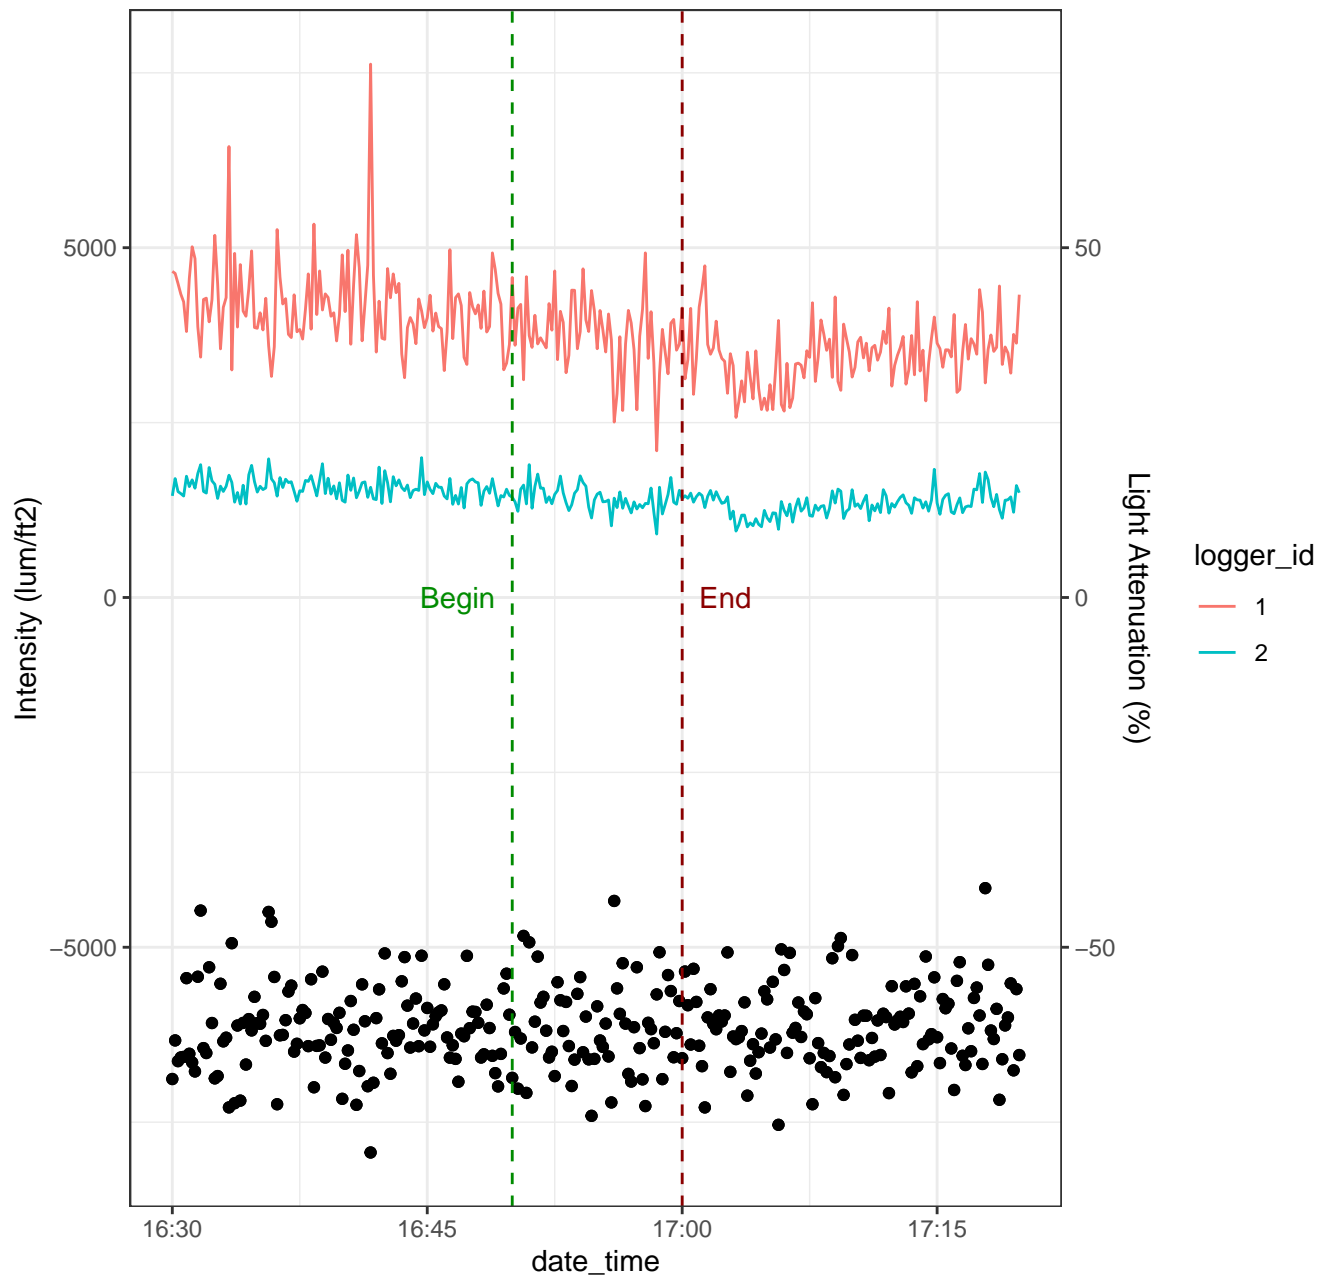 Intensity (lum/ft2)
5000
0
−5000
Begin
End
50
0
−50
Light Attenuation (%)
logger_id
1
2
16:30
16:45
17:00
17:15
date_time